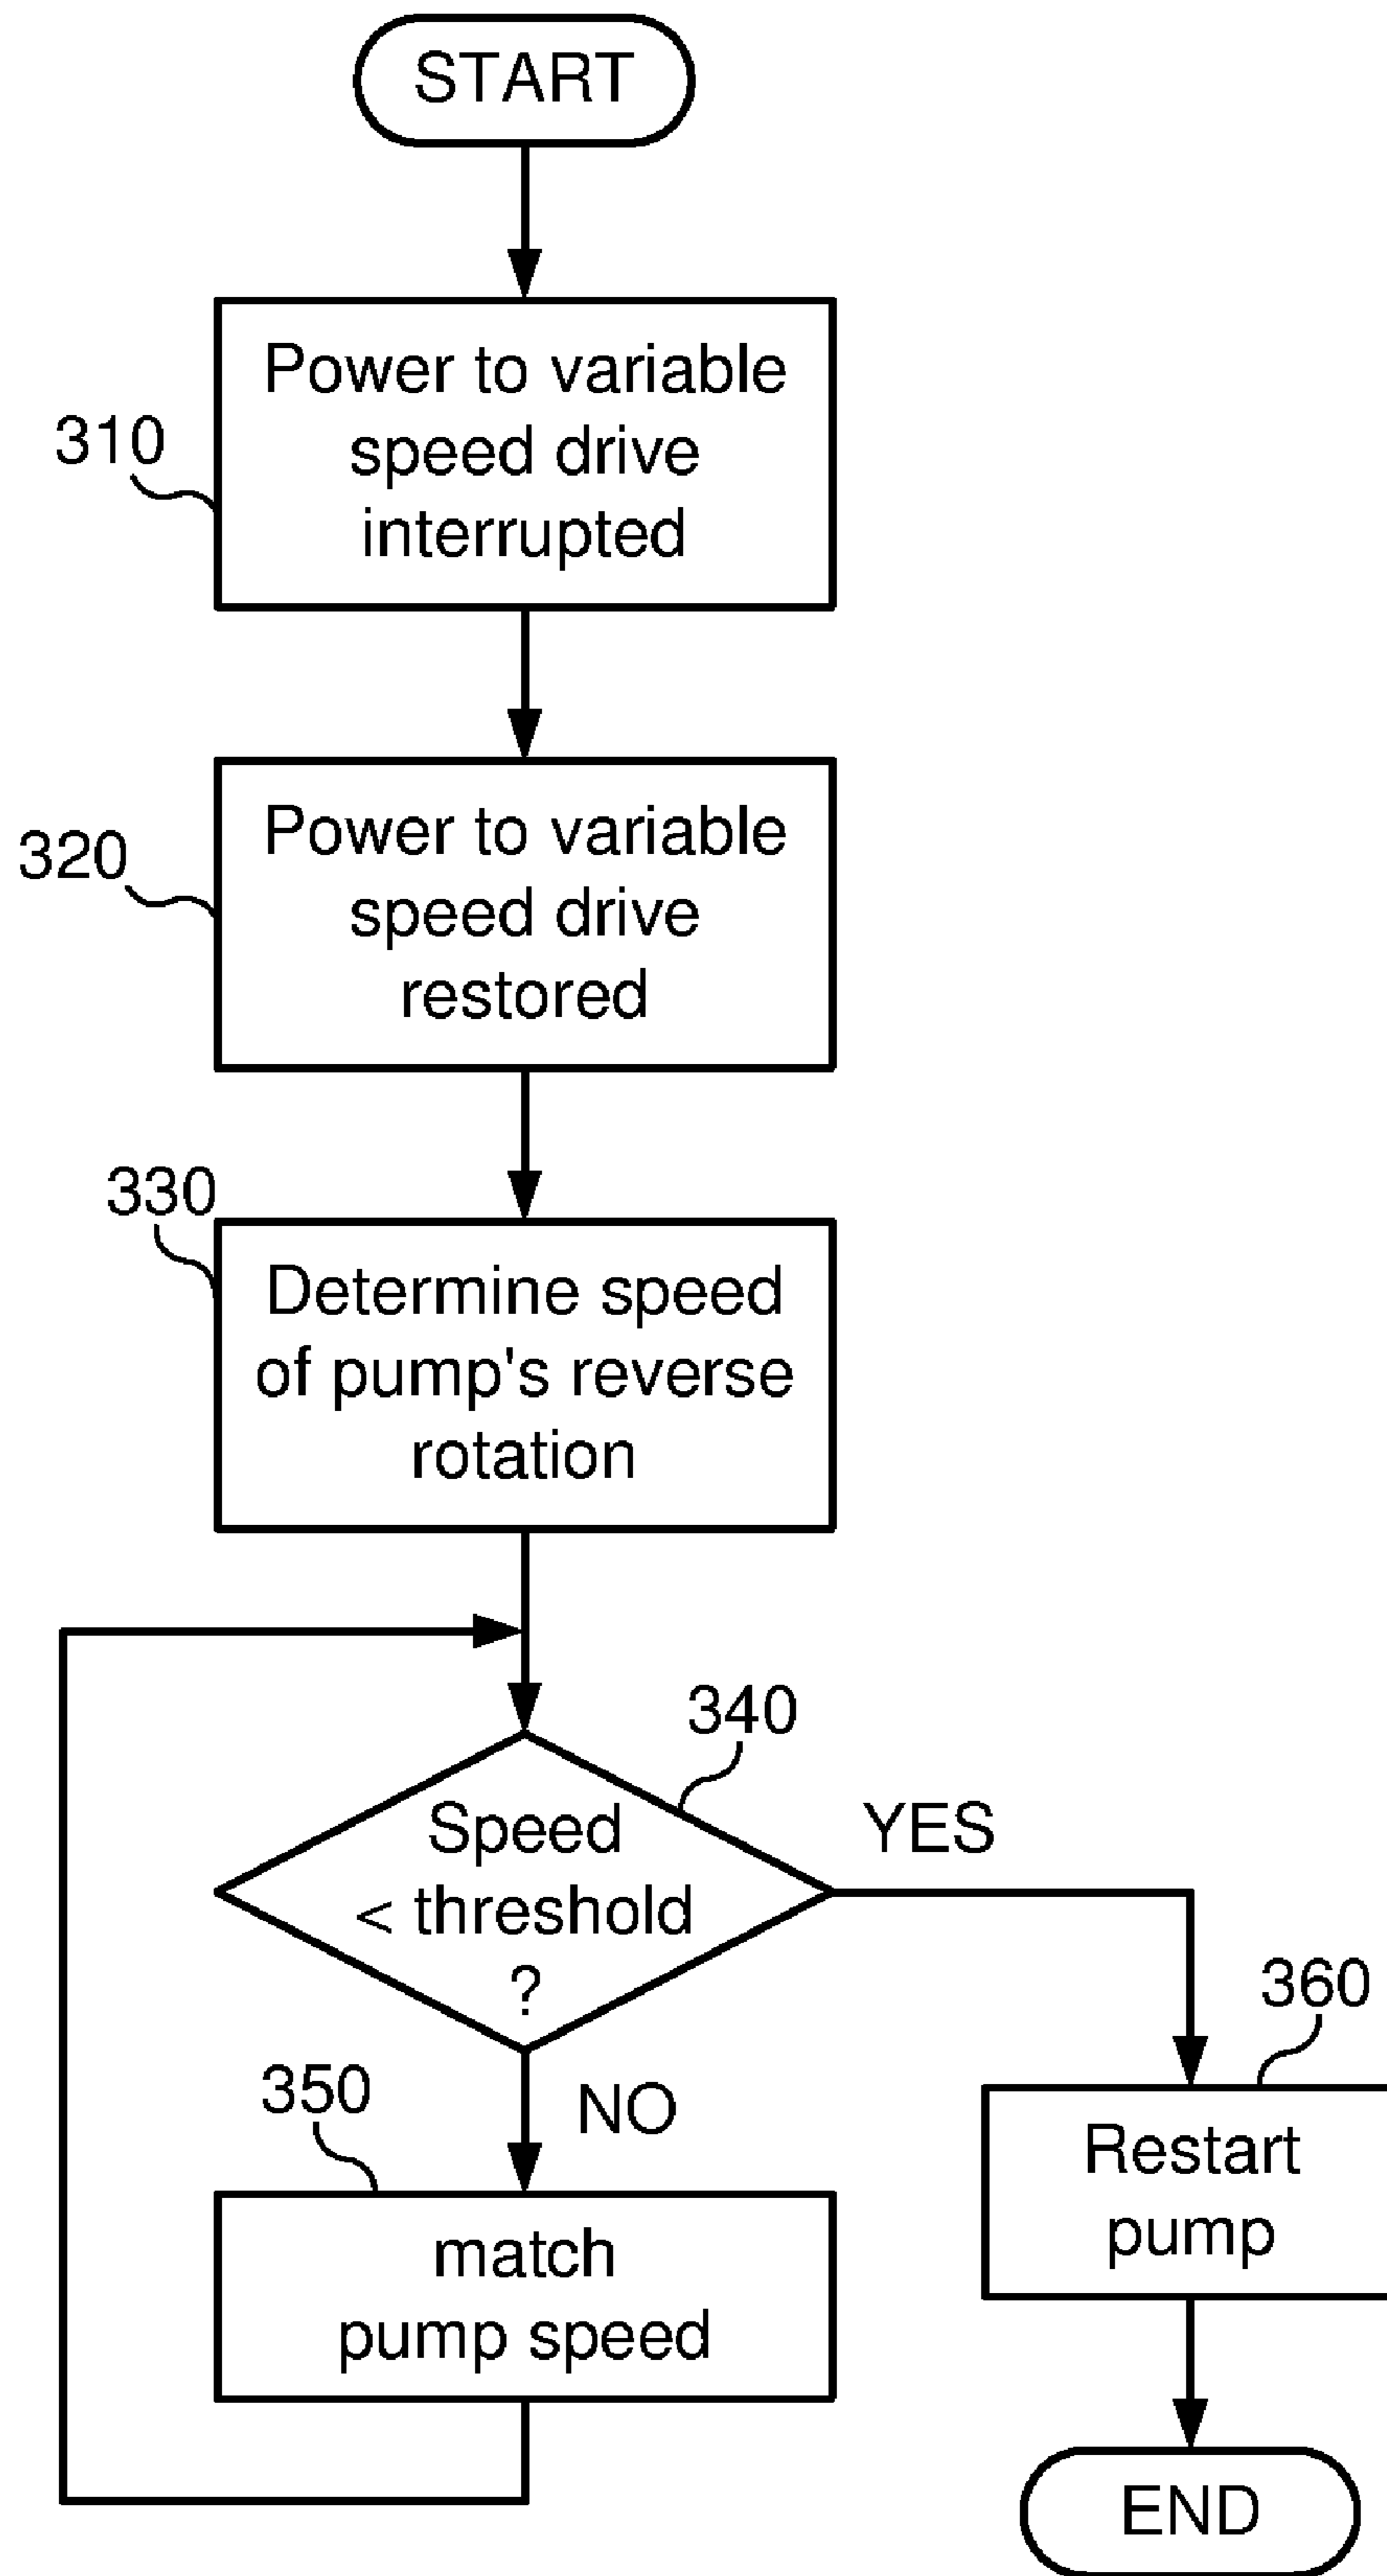 START
310
Power to variable
speed drive
interrupted
320
Power to variable
speed drive
restored
330
Determine speed
of pump's reverse
rotation
340
Speed
< threshold
?
YES
NO
350
match
pump speed
360
Restart
pump
END